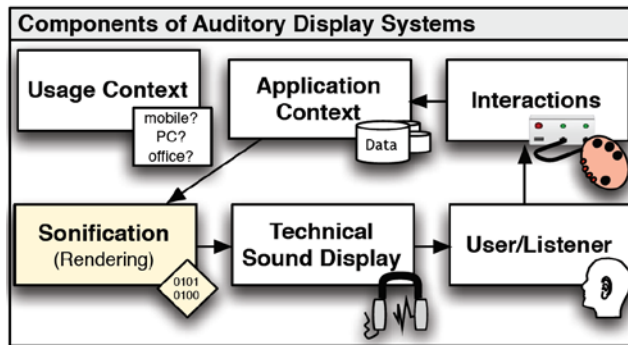 Components of Auditory Display Systems
Usage Context
mobile?
PC?
office?
Application
Context
Data
Interactions
Sonification
(Rendering)
0101
0100
Technical
Sound Display
User/Listener